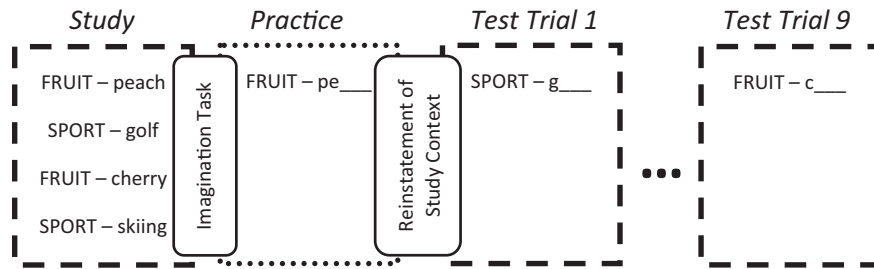 Study
Practice
Test Trial 1
Test Trial 9
FRUIT – peach
SPORT – golf
FRUIT – cherry
SPORT – skiing
Imagination Task
FRUIT – pe___
Reinstatement of
Study Context
SPORT – g___
...
FRUIT – c___